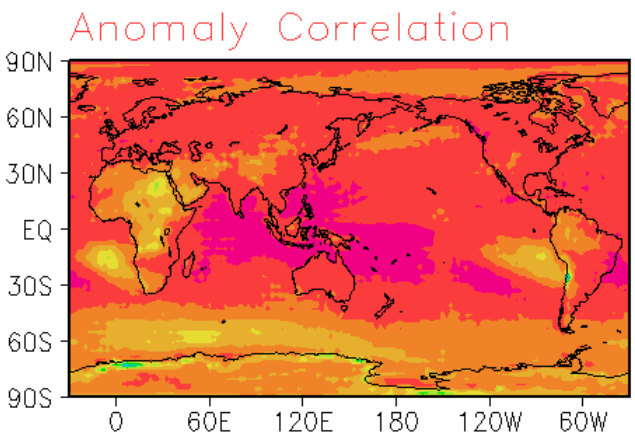 Anomaly Correlation
90N
60N
30N
EQ
30S
60S
90S
0 60E 120E 180 120W 60W